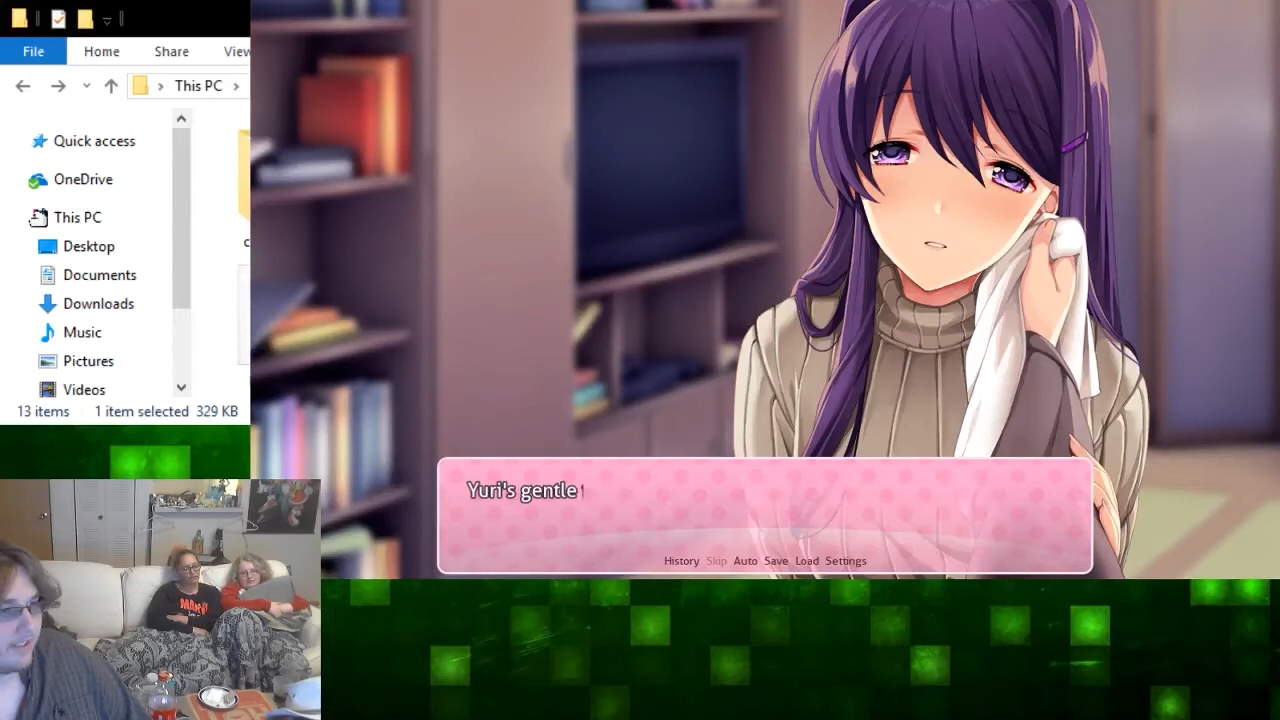 File Home Share View
This PC
Quick access
OneDrive
This PC
Desktop
Documents
Downloads
Music
Pictures
Videos
13 items 1 item selected 329 KB
Yuri's gentle
History Skip Auto Save Load Settings